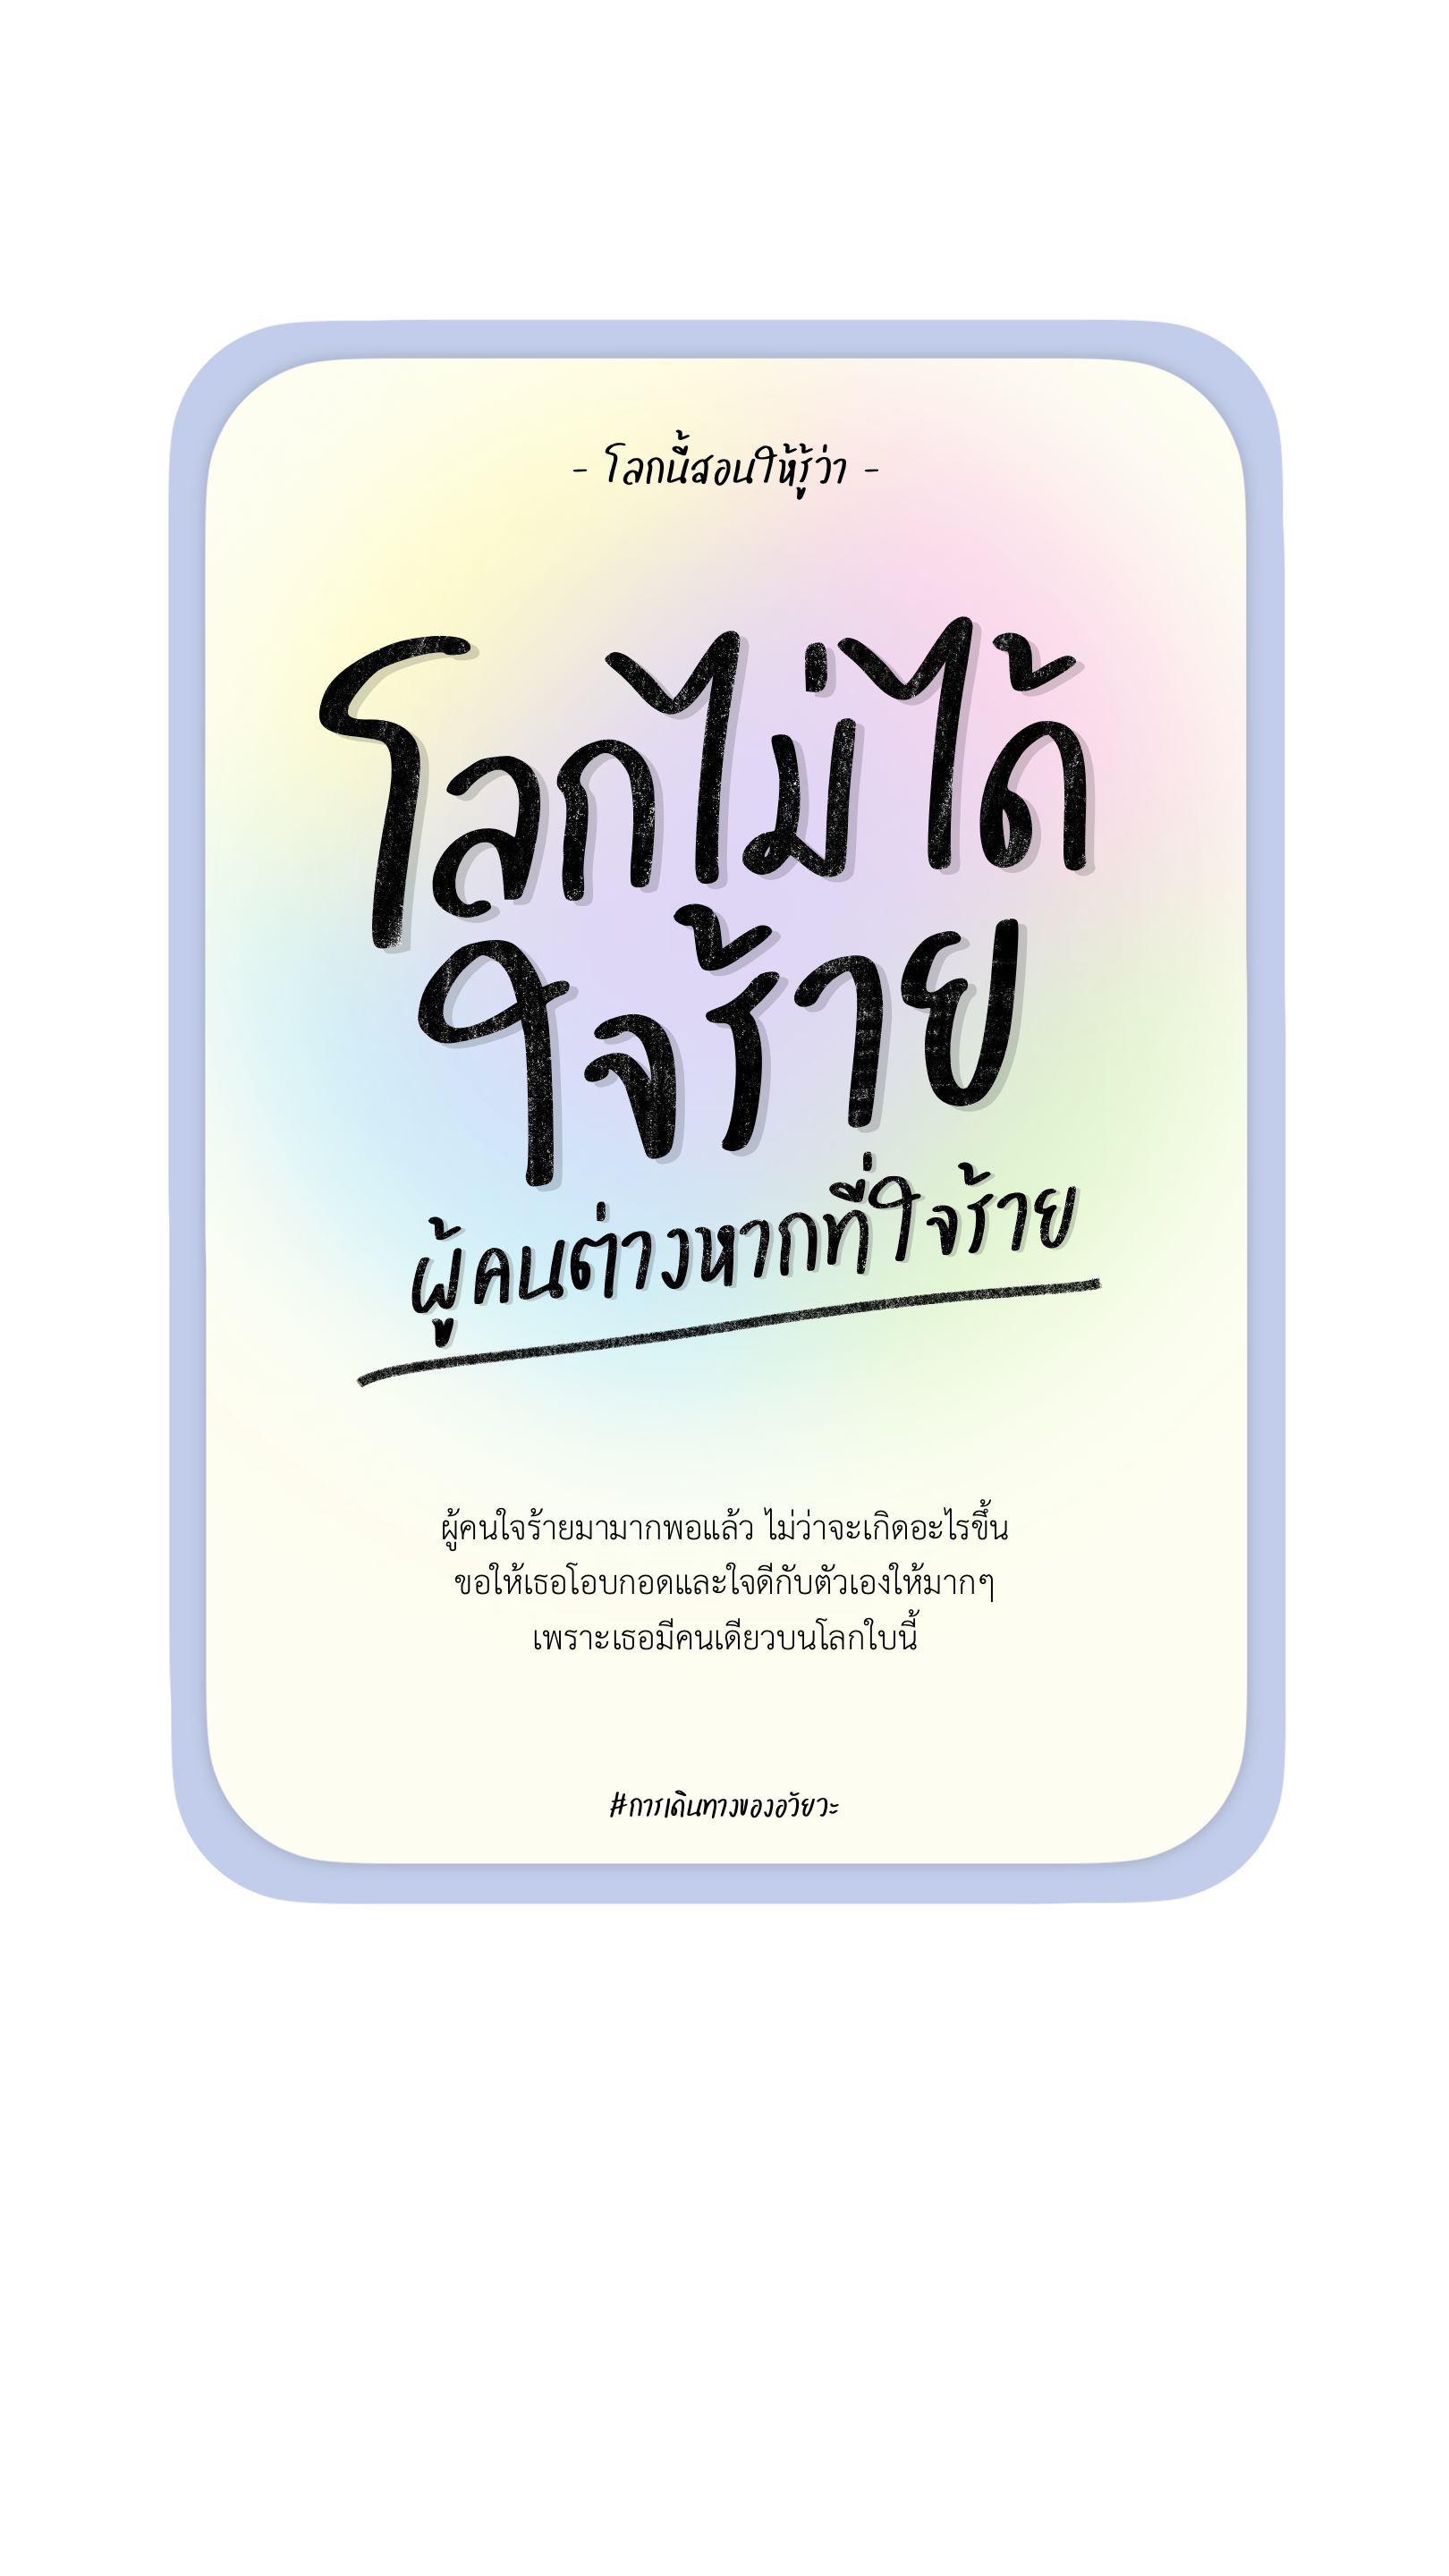 - โลกนี้สอนให้รู้ว่า -
โลกไม่ได้
ใจร้าย
ผู้คนต่างหากที่ใจร้าย
ผู้คนใจร้ายมามากพอแล้ว ไม่ว่าจะเกิดอะไรขึ้น
ขอให้เธอโอบกอดและใจดีกับตัวเองให้มากๆ
เพราะเธอมีคนเดียวบนโลกใบนี้
#การเดินทางของอวัยวะ